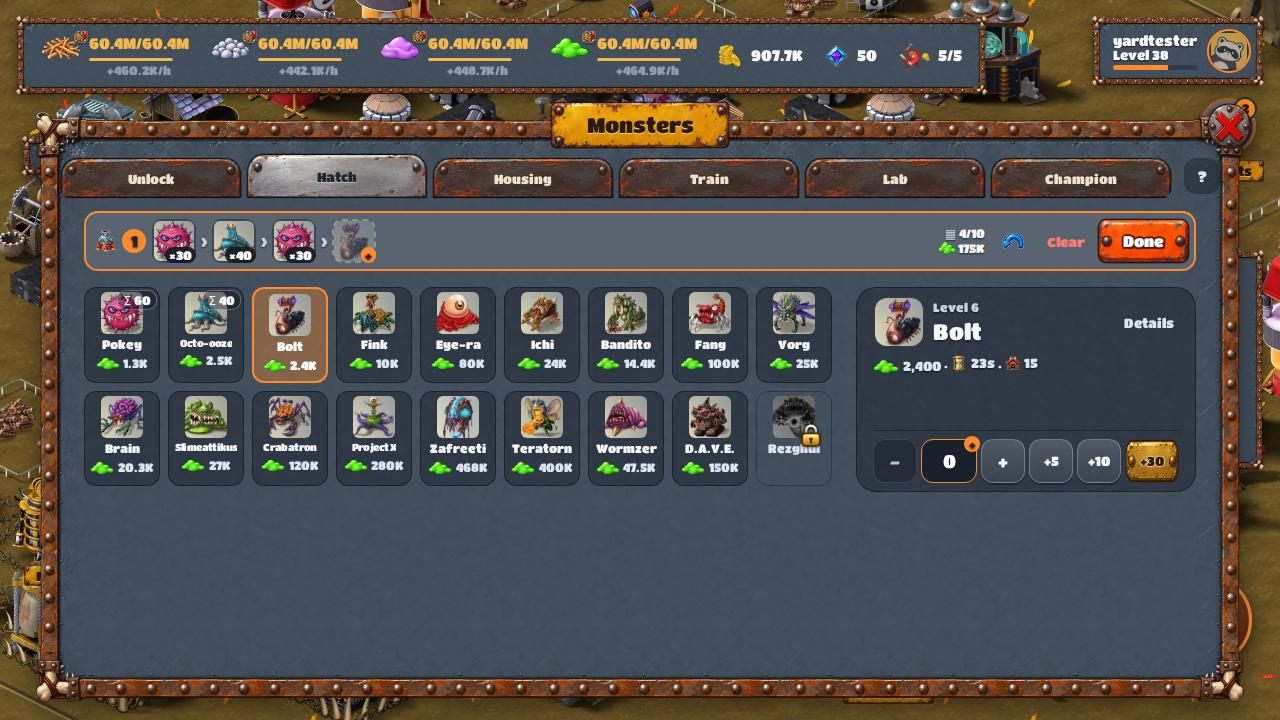 60.4M/60.4M
+460.2K/h
60.4M/60.4M
+442.1K/h
60.4M/60.4M
+448.7K/h
60.4M/60.4M
+464.9K/h
907.7K
50
5/5
yardtester
Level 38
Monsters
Unlock
Hatch
Housing
Train
Lab
Champion
?
1
×30
×40
×30
4/10
175K
Clear
Done
Σ 60
Pokey
1.3K
Σ 40
Octo-ooze
2.5K
Bolt
2.4K
Fink
10K
Eye-ra
80K
Ichi
24K
Bandito
14.4K
Fang
100K
Vorg
25K
Brain
20.3K
Slimeattikus
27K
Crabatron
120K
Project X
280K
Zafreeti
468K
Teratorn
400K
Wormzer
47.5K
D.A.V.E.
150K
Level 6
Bolt
Details
2,400 · 23s · 15
-
0
+
+5
+10
+30